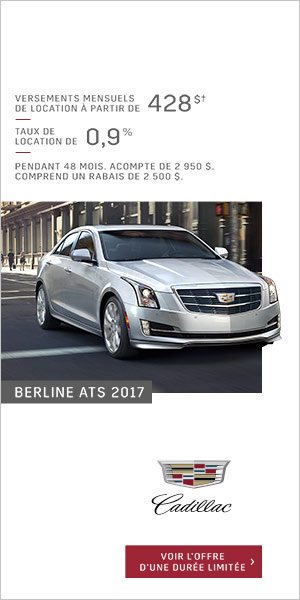 VERSEMENTS MENSUELS
DE LOCATION À PARTIR DE 428 $†
TAUX DE
LOCATION DE 0,9 %
PENDANT 48 MOIS. ACOMPTE DE 2 950 $.
COMPREND UN RABAIS DE 2 500 $.
BERLINE ATS 2017
Cadillac
VOIR L'OFFRE
D'UNE DURÉE LIMITÉE >